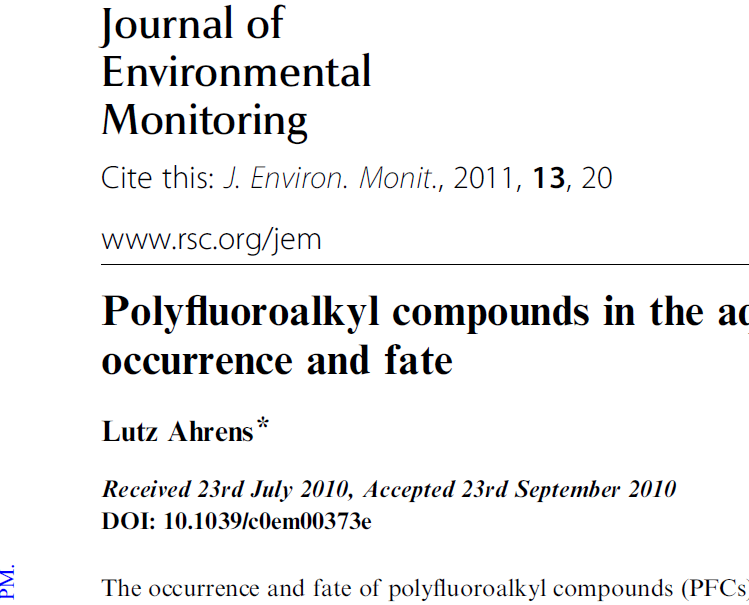 Journal of
Environmental
Monitoring
Cite this: J. Environ. Monit., 2011, 13, 20
www.rsc.org/jem
Polyfluoroalkyl compounds in the
occurrence and fate
Lutz Ahrens*
Received 23rd July 2010, Accepted 23rd September 2010
DOI: 10.1039/c0em00373e
PM.
The occurrence and fate of polyfluoroalkyl compounds (PFCs)